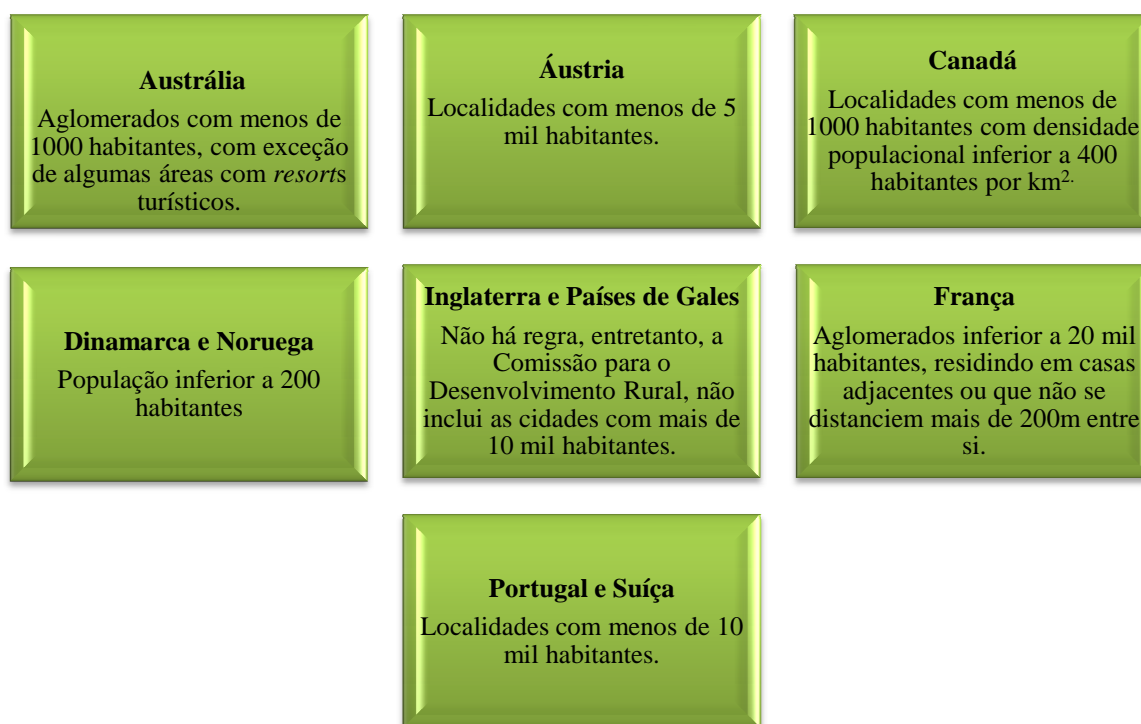 Austrália
Aglomerados com menos de
1000 habitantes, com exceção
de algumas áreas com resorts
turísticos.
Áustria
Localidades com menos de 5
mil habitantes.
Canadá
Localidades com menos de
1000 habitantes com densidade
populacional inferior a 400
habitantes por km².
Dinamarca e Noruega
População inferior a 200
habitantes
Inglaterra e Países de Gales
Não há regra, entretanto, a
Comissão para o
Desenvolvimento Rural, não
inclui as cidades com mais de
10 mil habitantes.
França
Aglomerados inferior a 20 mil
habitantes, residindo em casas
adjacentes ou que não se
distanciem mais de 200m entre
si.
Portugal e Suíça
Localidades com menos de 10
mil habitantes.